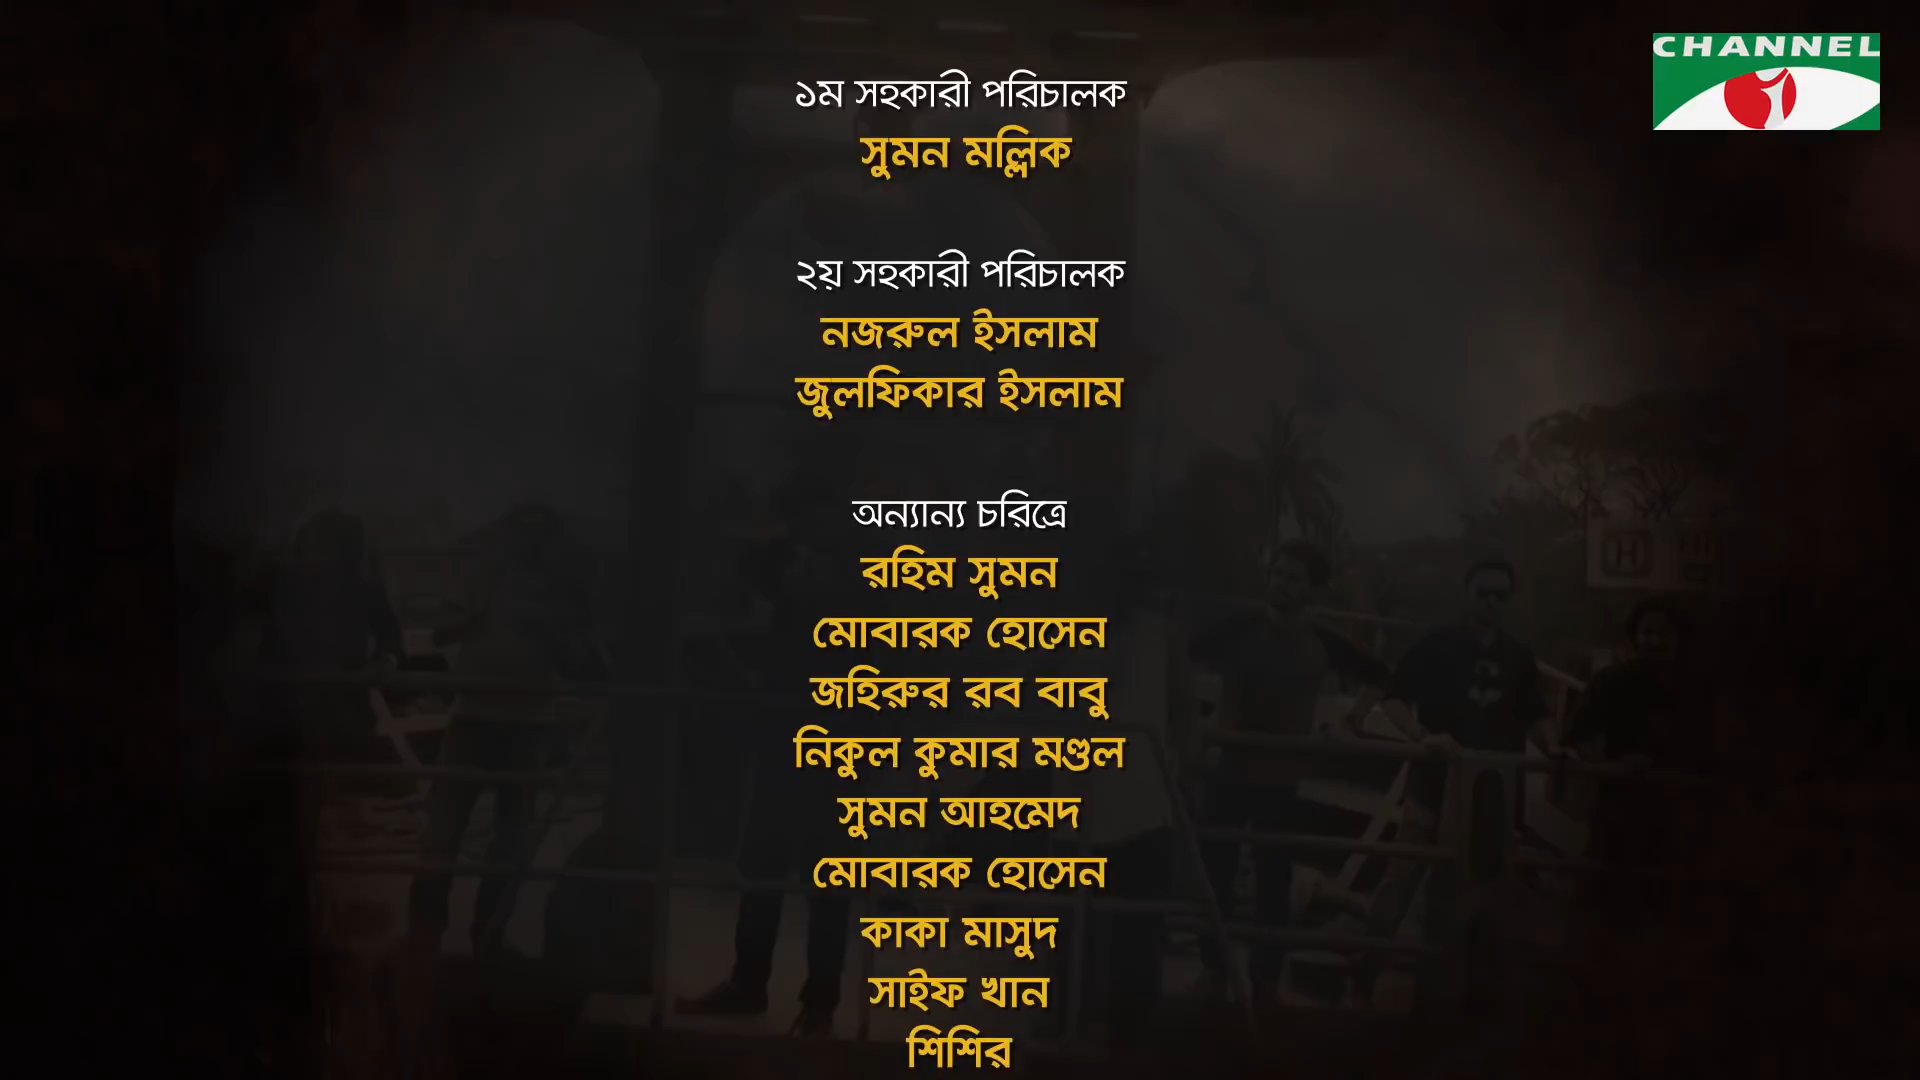 CHANNEL
i
১ম সহকারী পরিচালক
সুমন মল্লিক
২য় সহকারী পরিচালক
নজরুল ইসলাম
জুলফিকার ইসলাম
অন্যান্য চরিত্রে
রহিম সুমন
মোবারক হোসেন
জহিরুর রব বাবু
নিকুল কুমার মণ্ডল
সুমন আহমেদ
মোবারক হোসেন
কাকা মাসুদ
সাইফ খান
শিশির
H